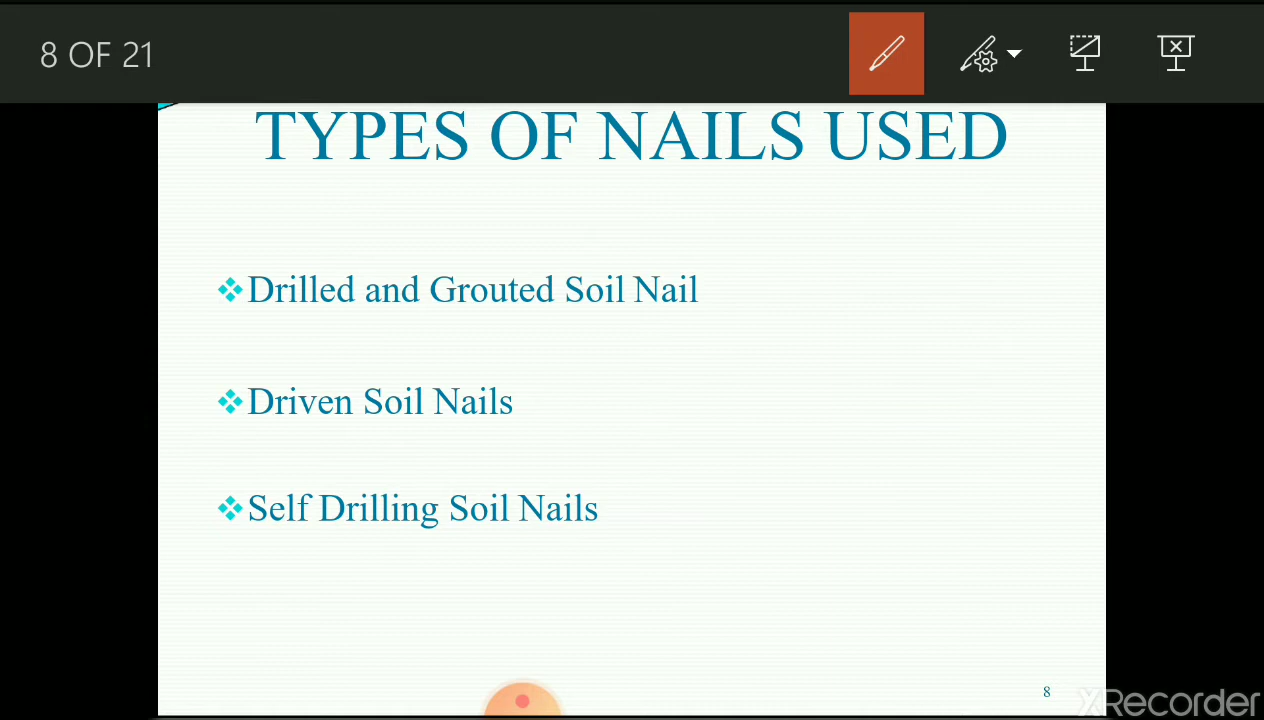 8 OF 21
TYPES OF NAILS USED
Drilled and Grouted Soil Nail
Driven Soil Nails
Self Drilling Soil Nails
8
XRecorder